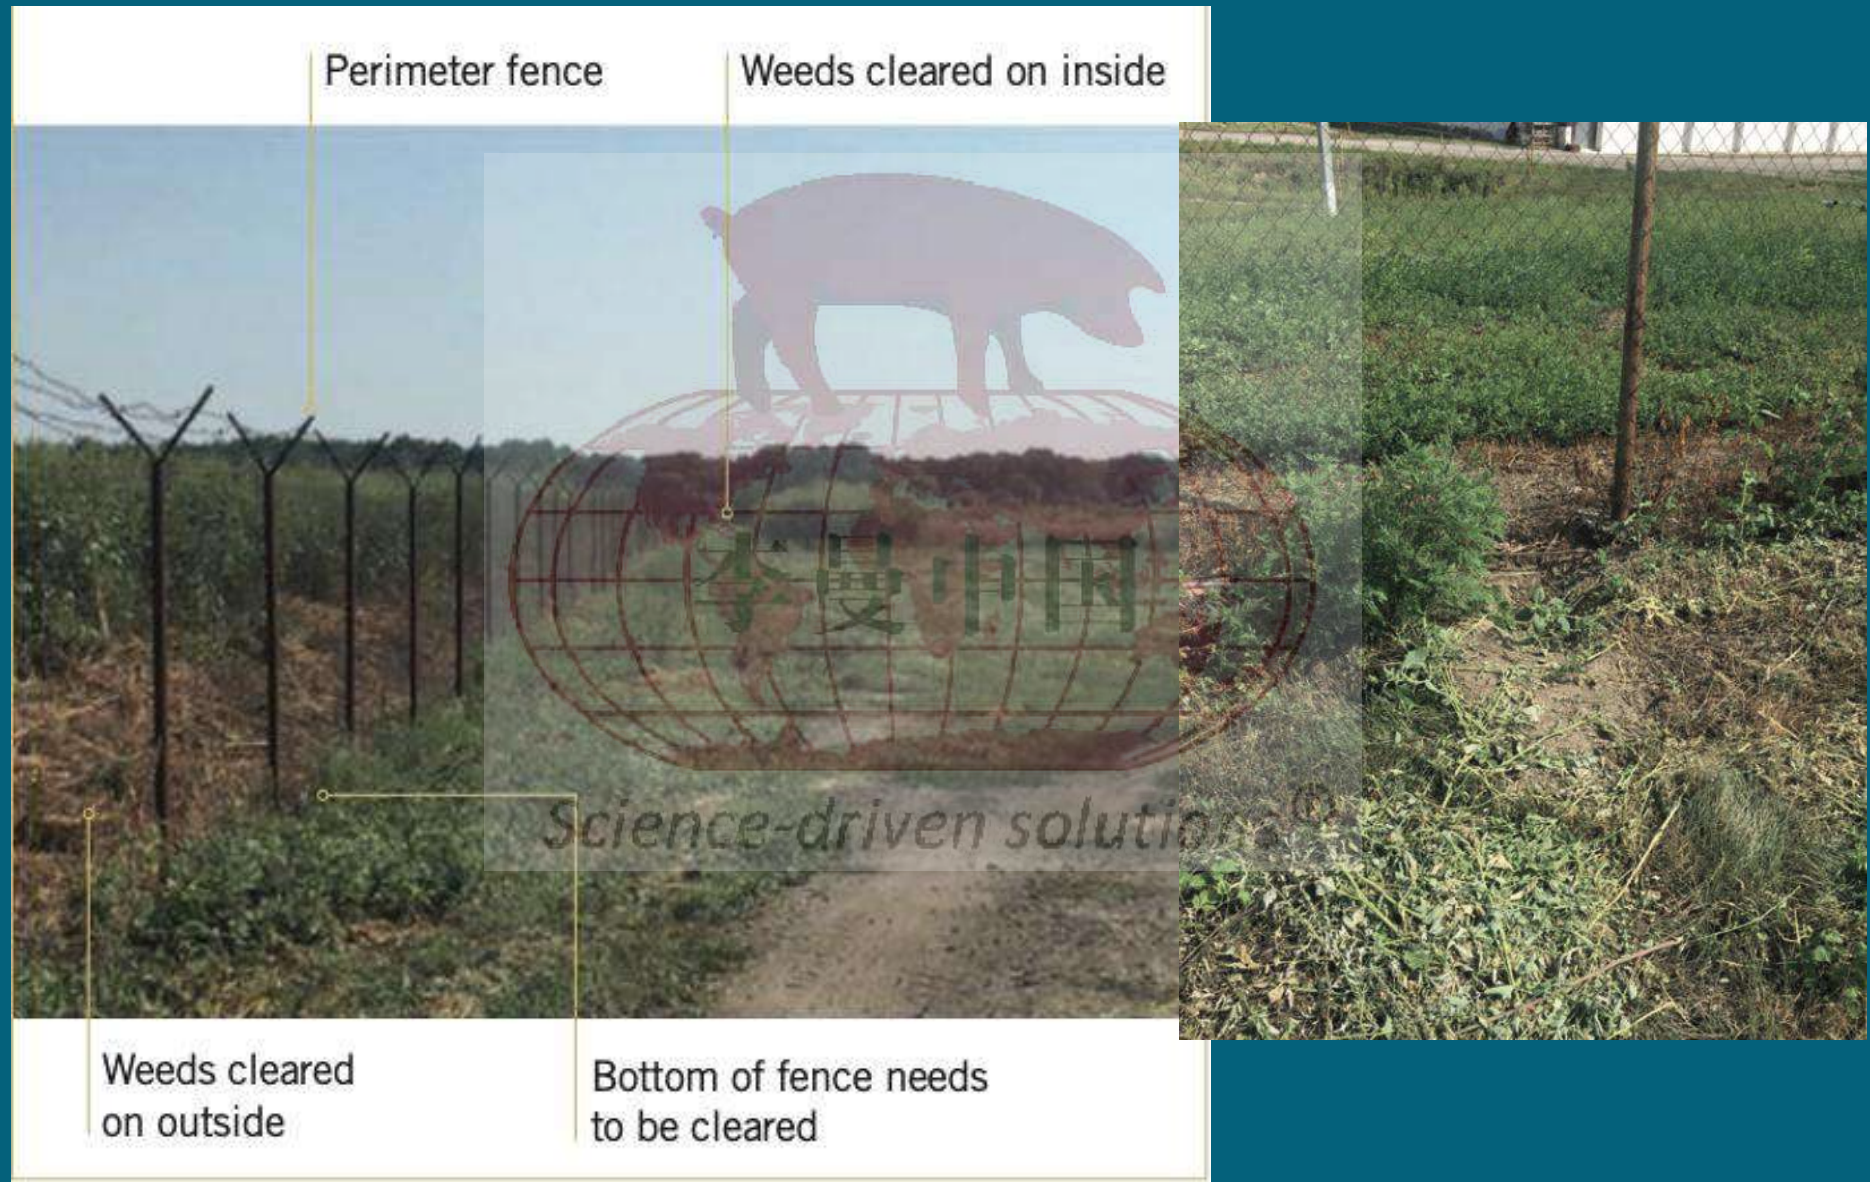 Perimeter fence
Weeds cleared on inside
李曼中国
Science-driven solutions®
Weeds cleared
on outside
Bottom of fence needs
to be cleared